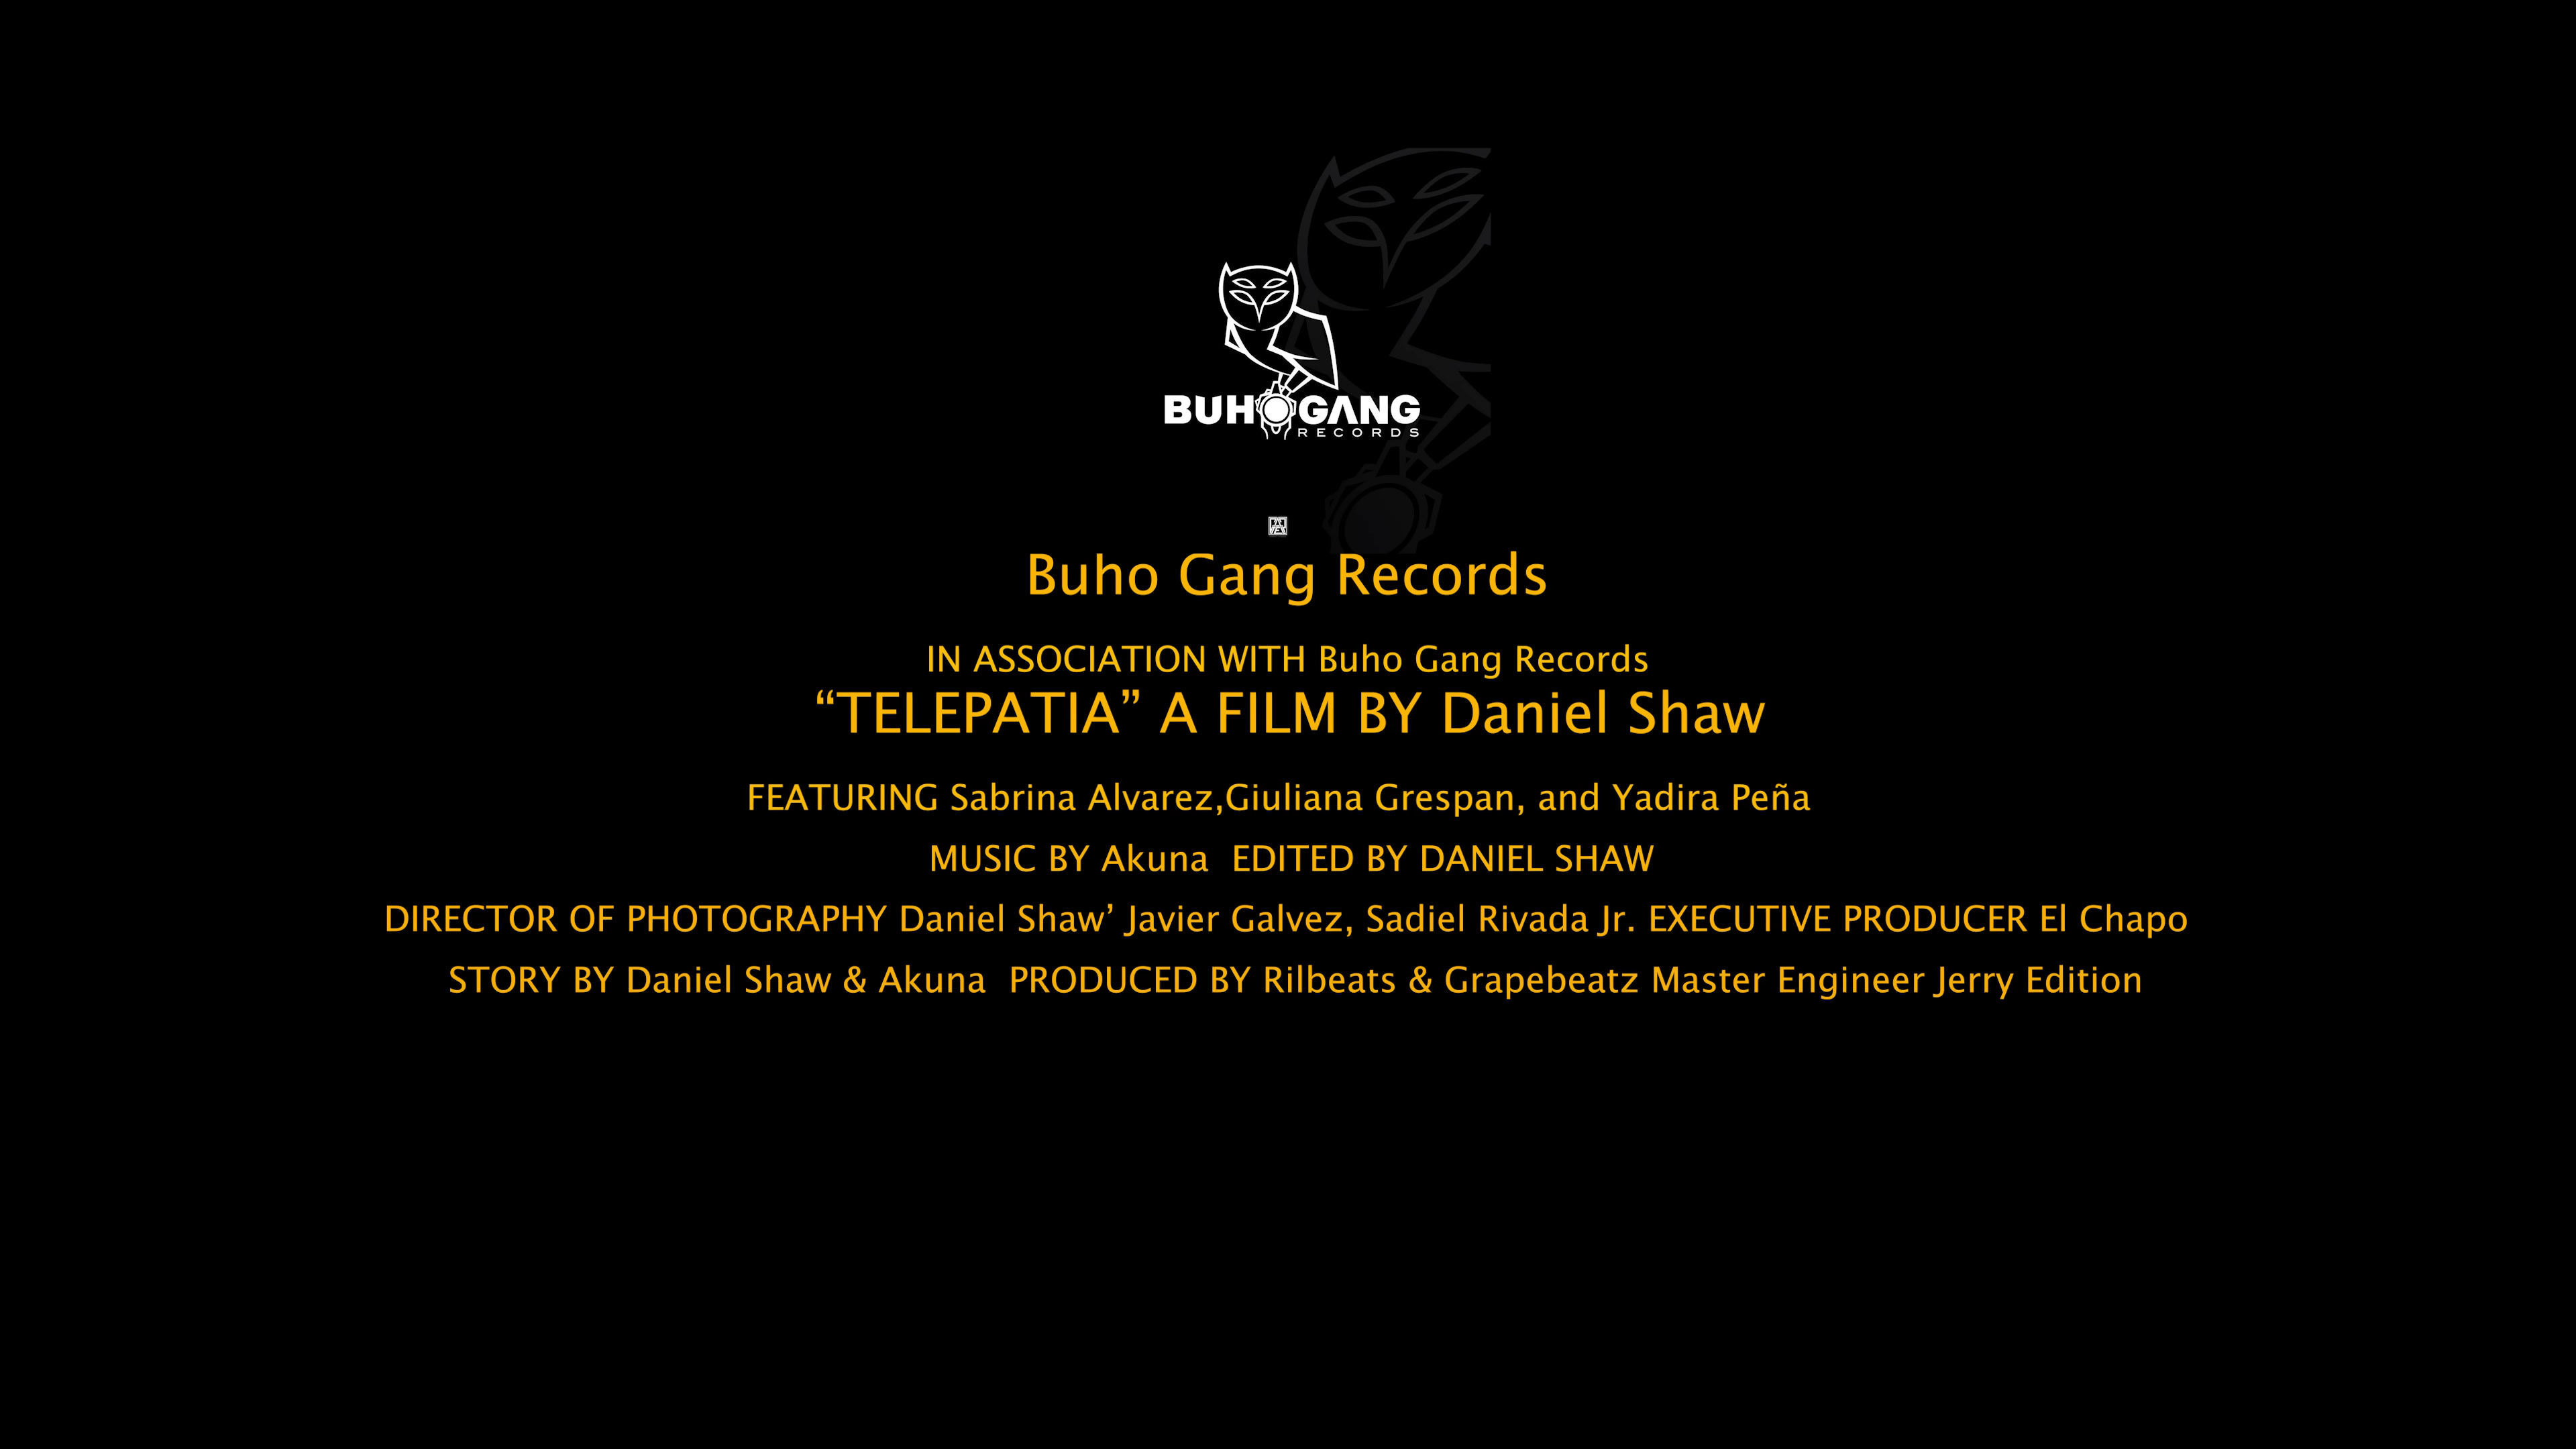 BUHOGANG
RECORDS
Buho Gang Records
IN ASSOCIATION WITH Buho Gang Records
“TELEPATIA” A FILM BY Daniel Shaw
FEATURING Sabrina Alvarez,Giuliana Grespan, and Yadira Peña
MUSIC BY Akuna  EDITED BY DANIEL SHAW
DIRECTOR OF PHOTOGRAPHY Daniel Shaw’ Javier Galvez, Sadiel Rivada Jr. EXECUTIVE PRODUCER El Chapo
STORY BY Daniel Shaw & Akuna  PRODUCED BY Rilbeats & Grapebeatz Master Engineer Jerry Edition